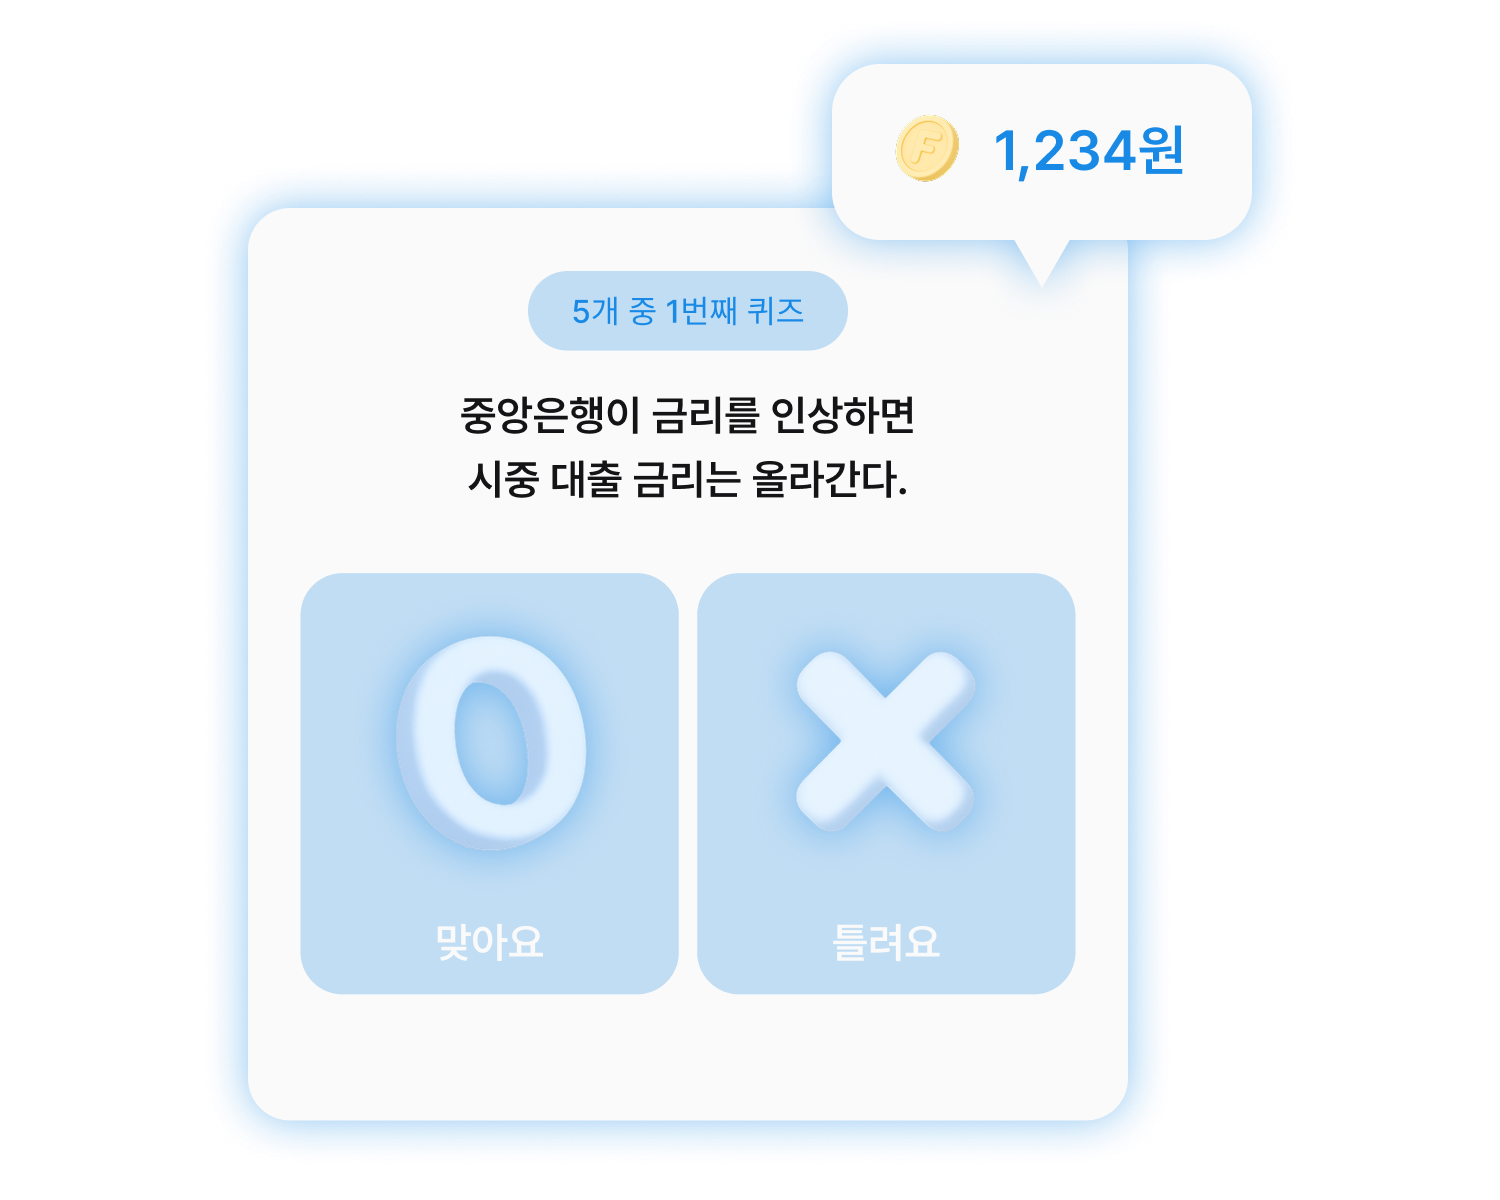 F 1,234원
5개 중 1번째 퀴즈
중앙은행이 금리를 인상하면
시중 대출 금리는 올라간다.
O X
맞아요 틀려요